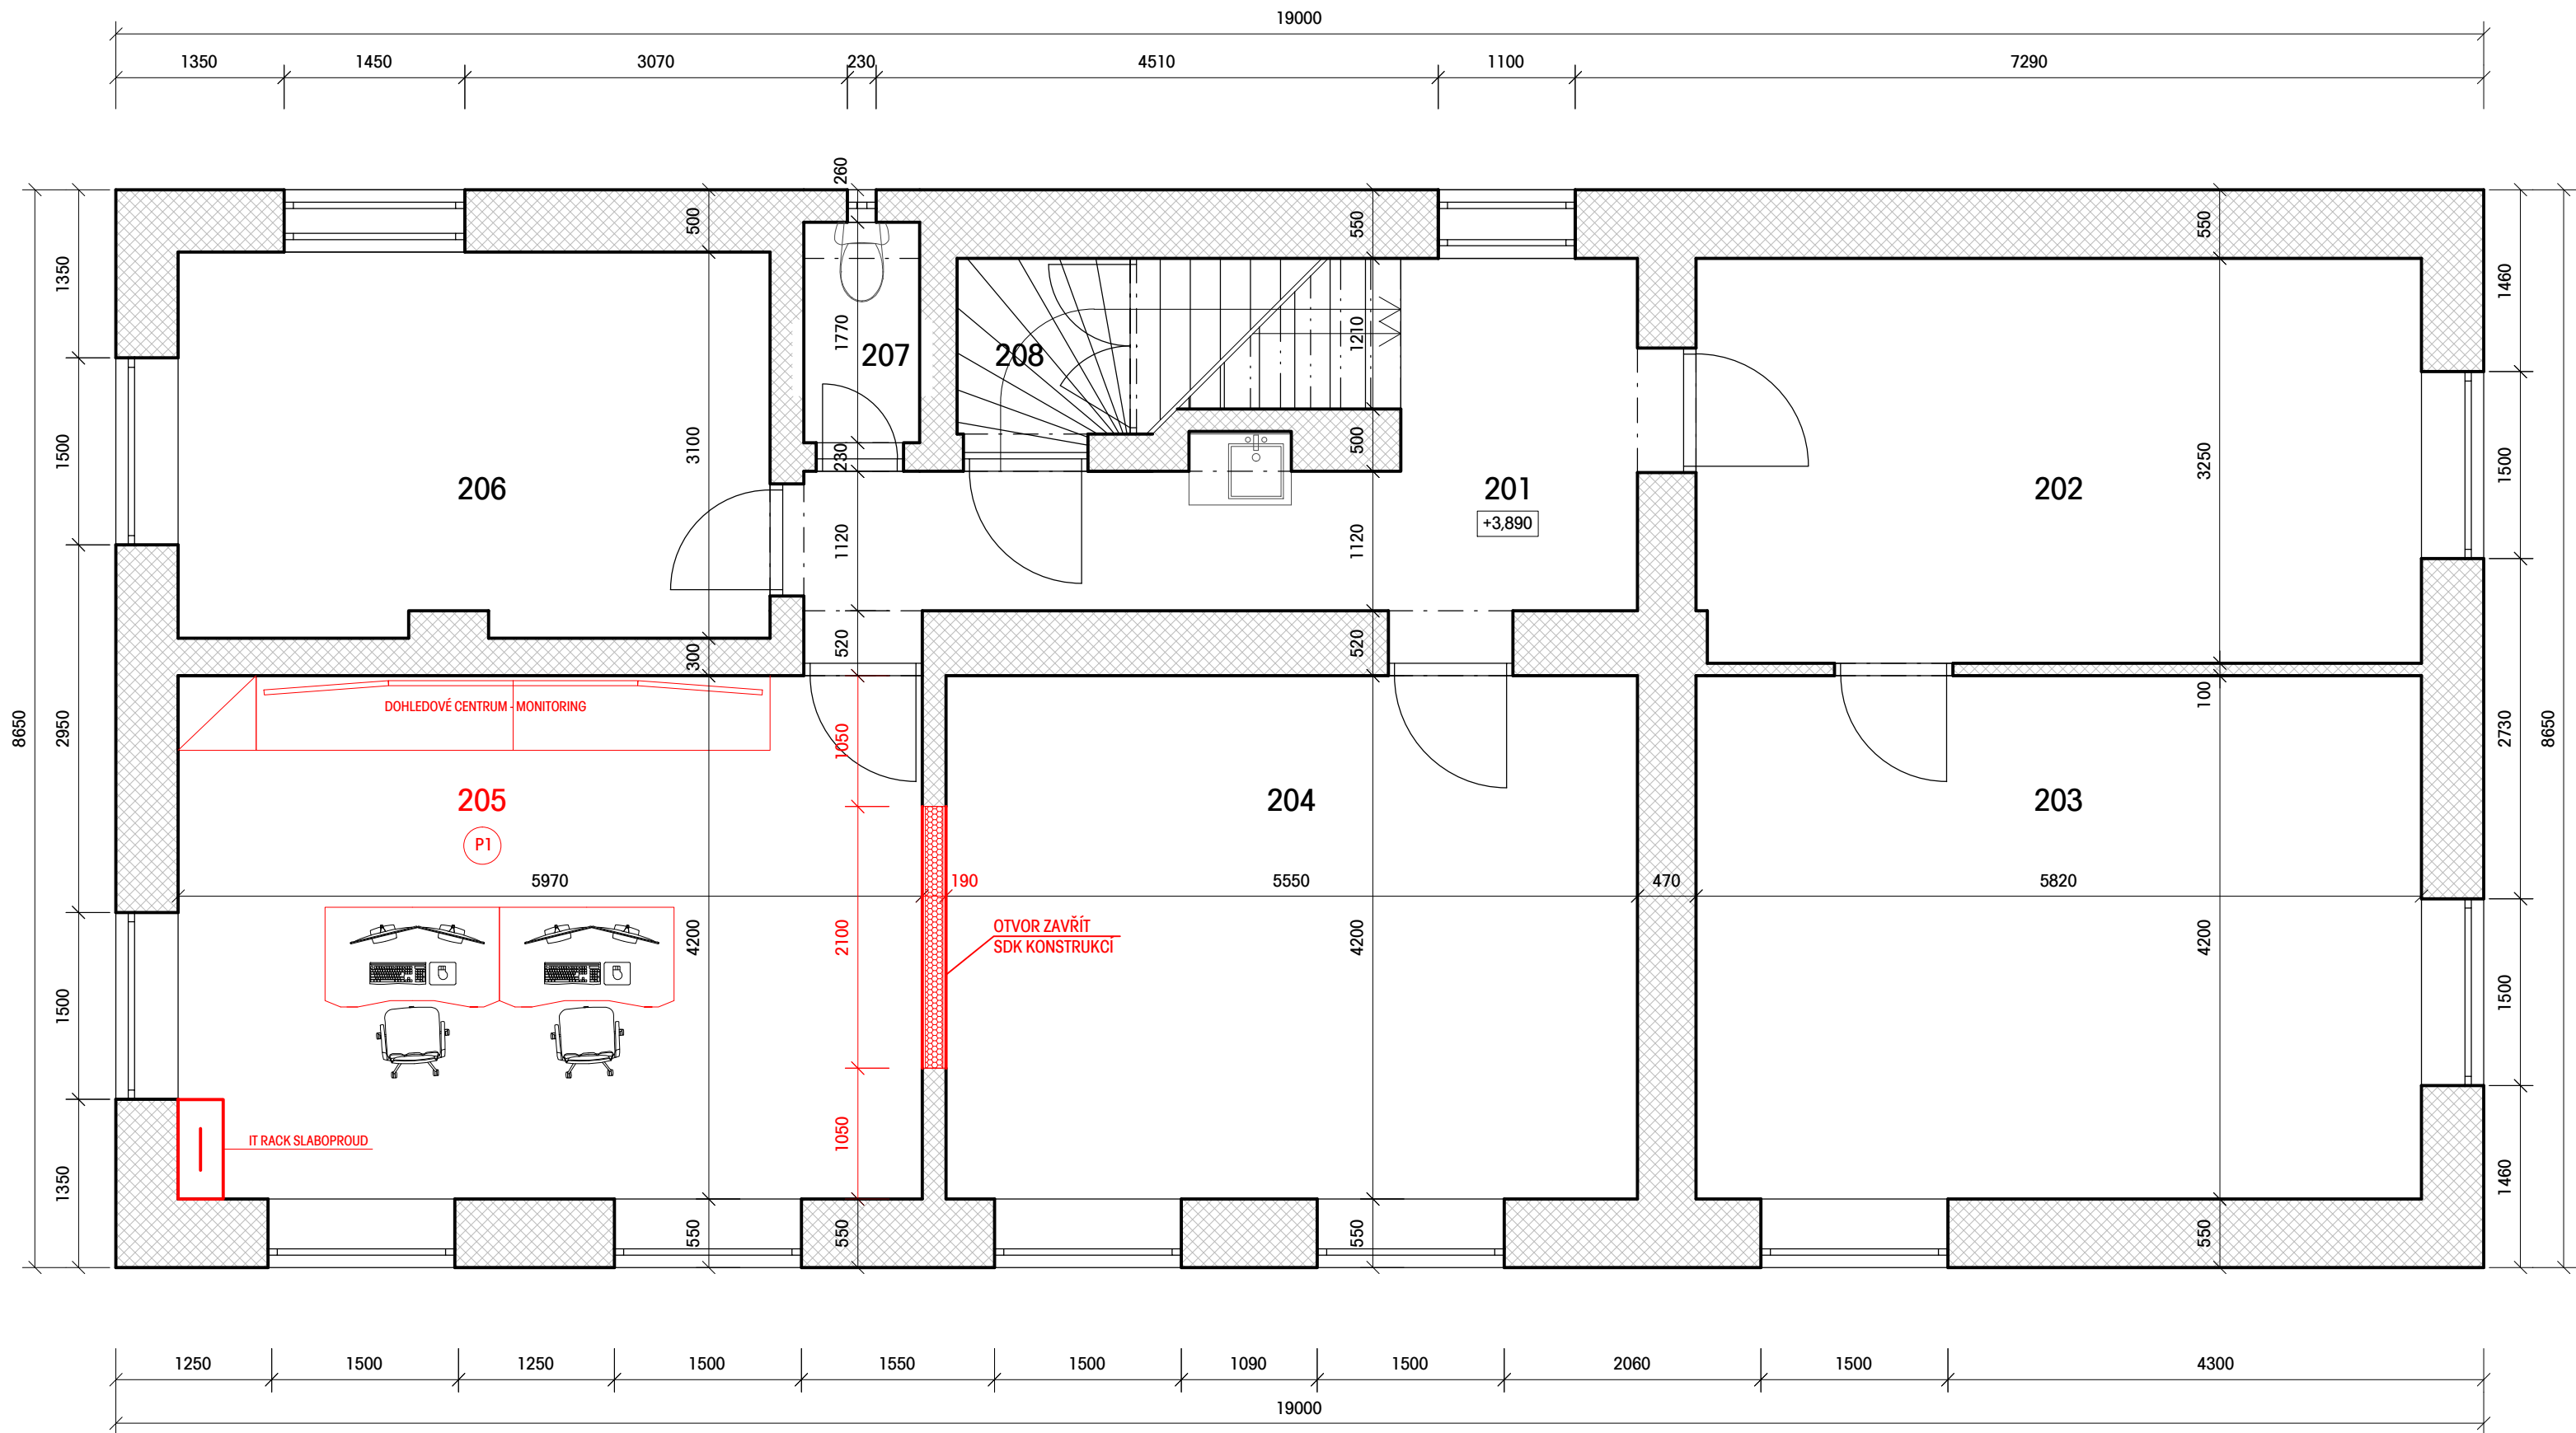 19000
1350 1450 3070 230 4510 1100 7290
260
500 550 550
1350 1460
1770 1210
207 208
3100 230 500
1500 3250 1500
206 201 202
+3,890
1120 1120
520 520
300 100
DOHLEDOVÉ CENTRUM - MONITORING
8650 2950 1050 2730 8650
205 204 203
P1
5970 190 5550 470 5820
OTVOR ZAVŘÍT
SDK KONSTRUKCÍ
4200 2100 4200 4200
1500 1500
IT RACK SLABOPROUD
1050
1350 1460
550 550 550 550
1250 1500 1250 1500 1550 1500 1090 1500 2060 1500 4300
19000